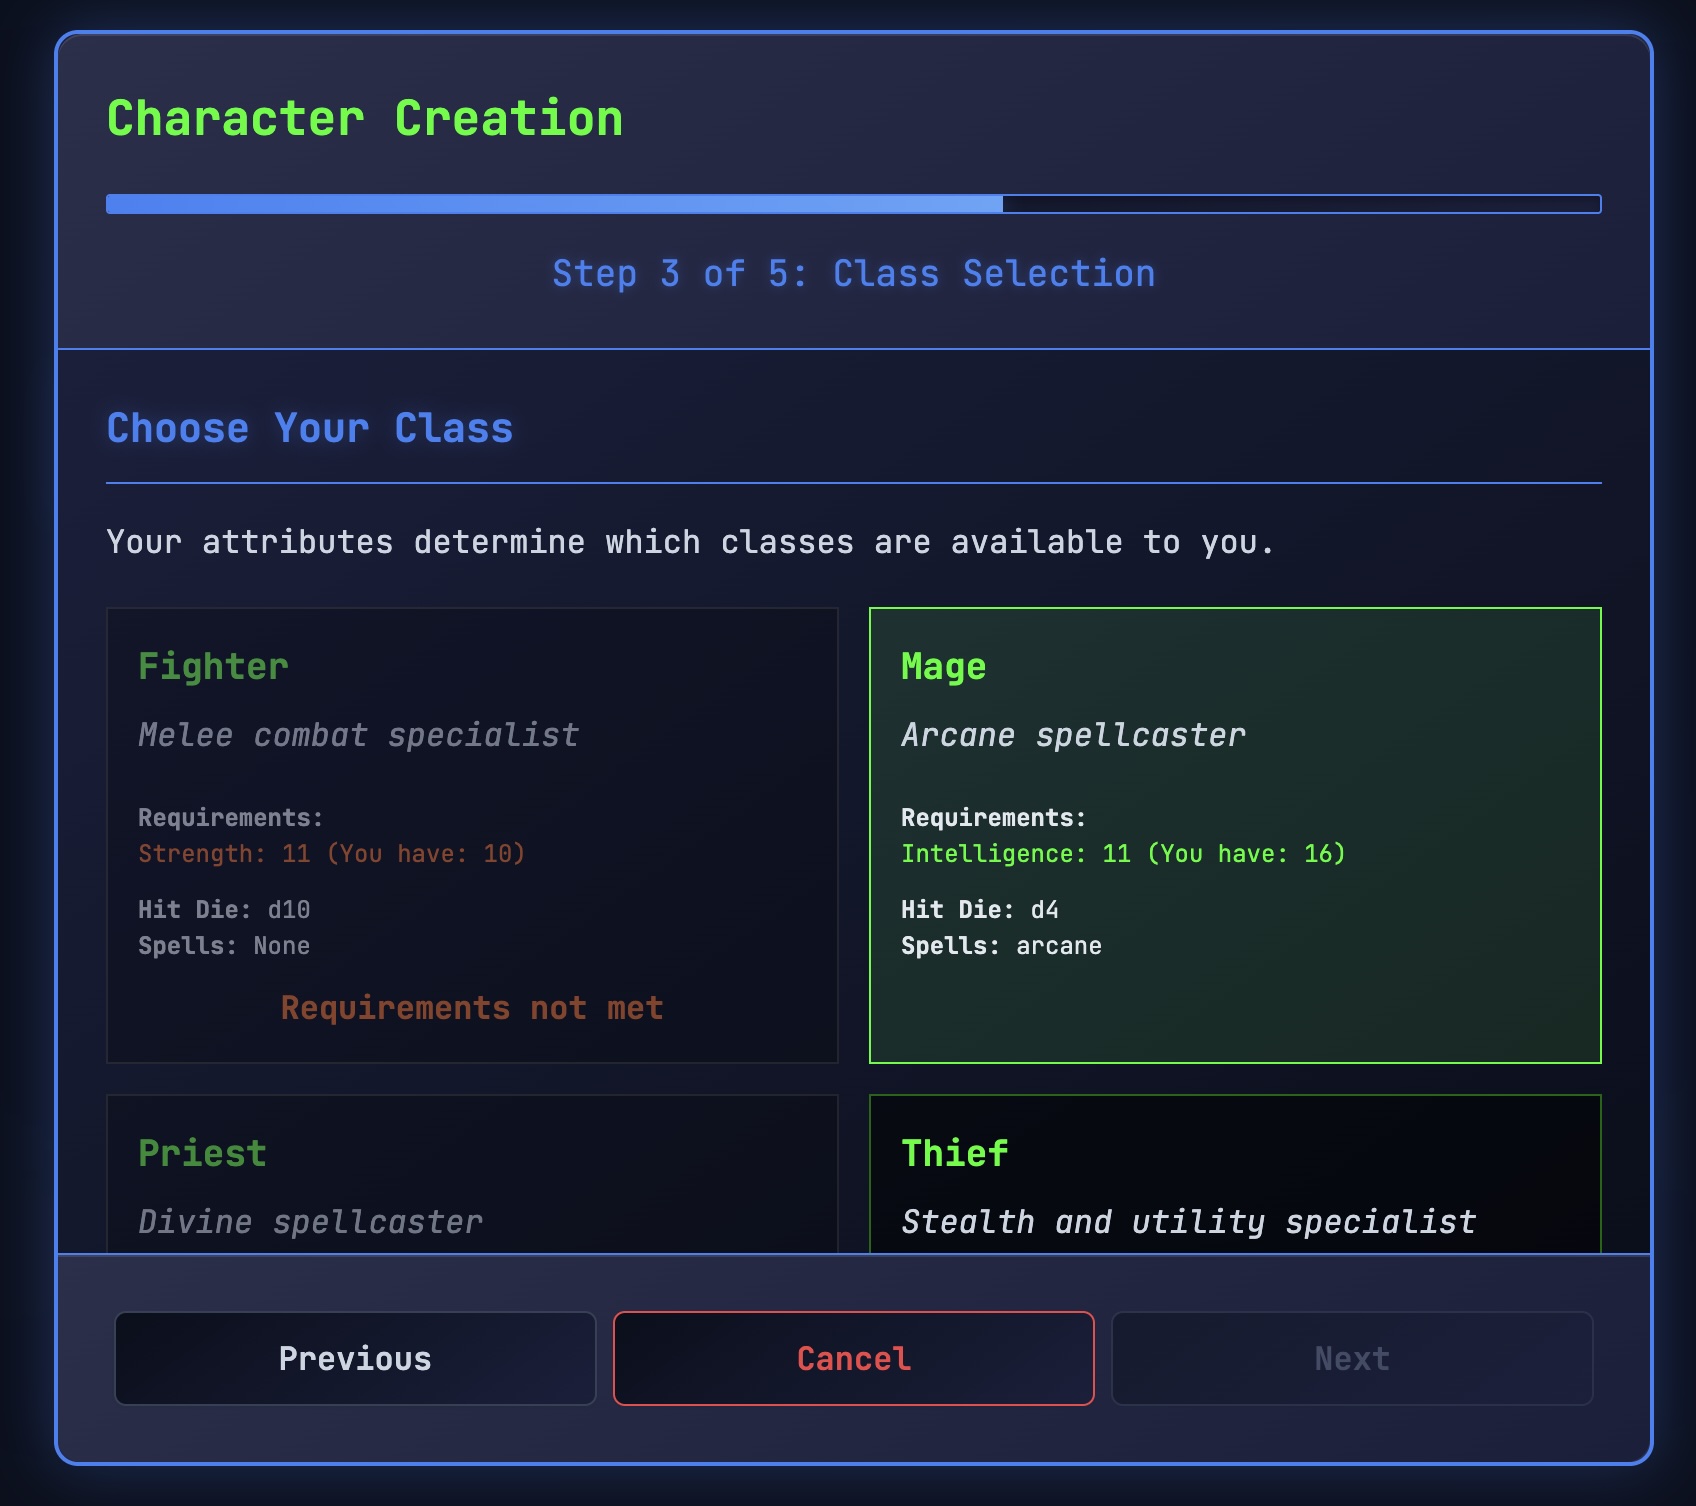 Character Creation
Step 3 of 5: Class Selection
Choose Your Class
Your attributes determine which classes are available to you.
Fighter
Melee combat specialist
Requirements:
Strength: 11 (You have: 10)
Hit Die: d10
Spells: None
Requirements not met
Mage
Arcane spellcaster
Requirements:
Intelligence: 11 (You have: 16)
Hit Die: d4
Spells: arcane
Priest
Divine spellcaster
Thief
Stealth and utility specialist
Previous
Cancel
Next